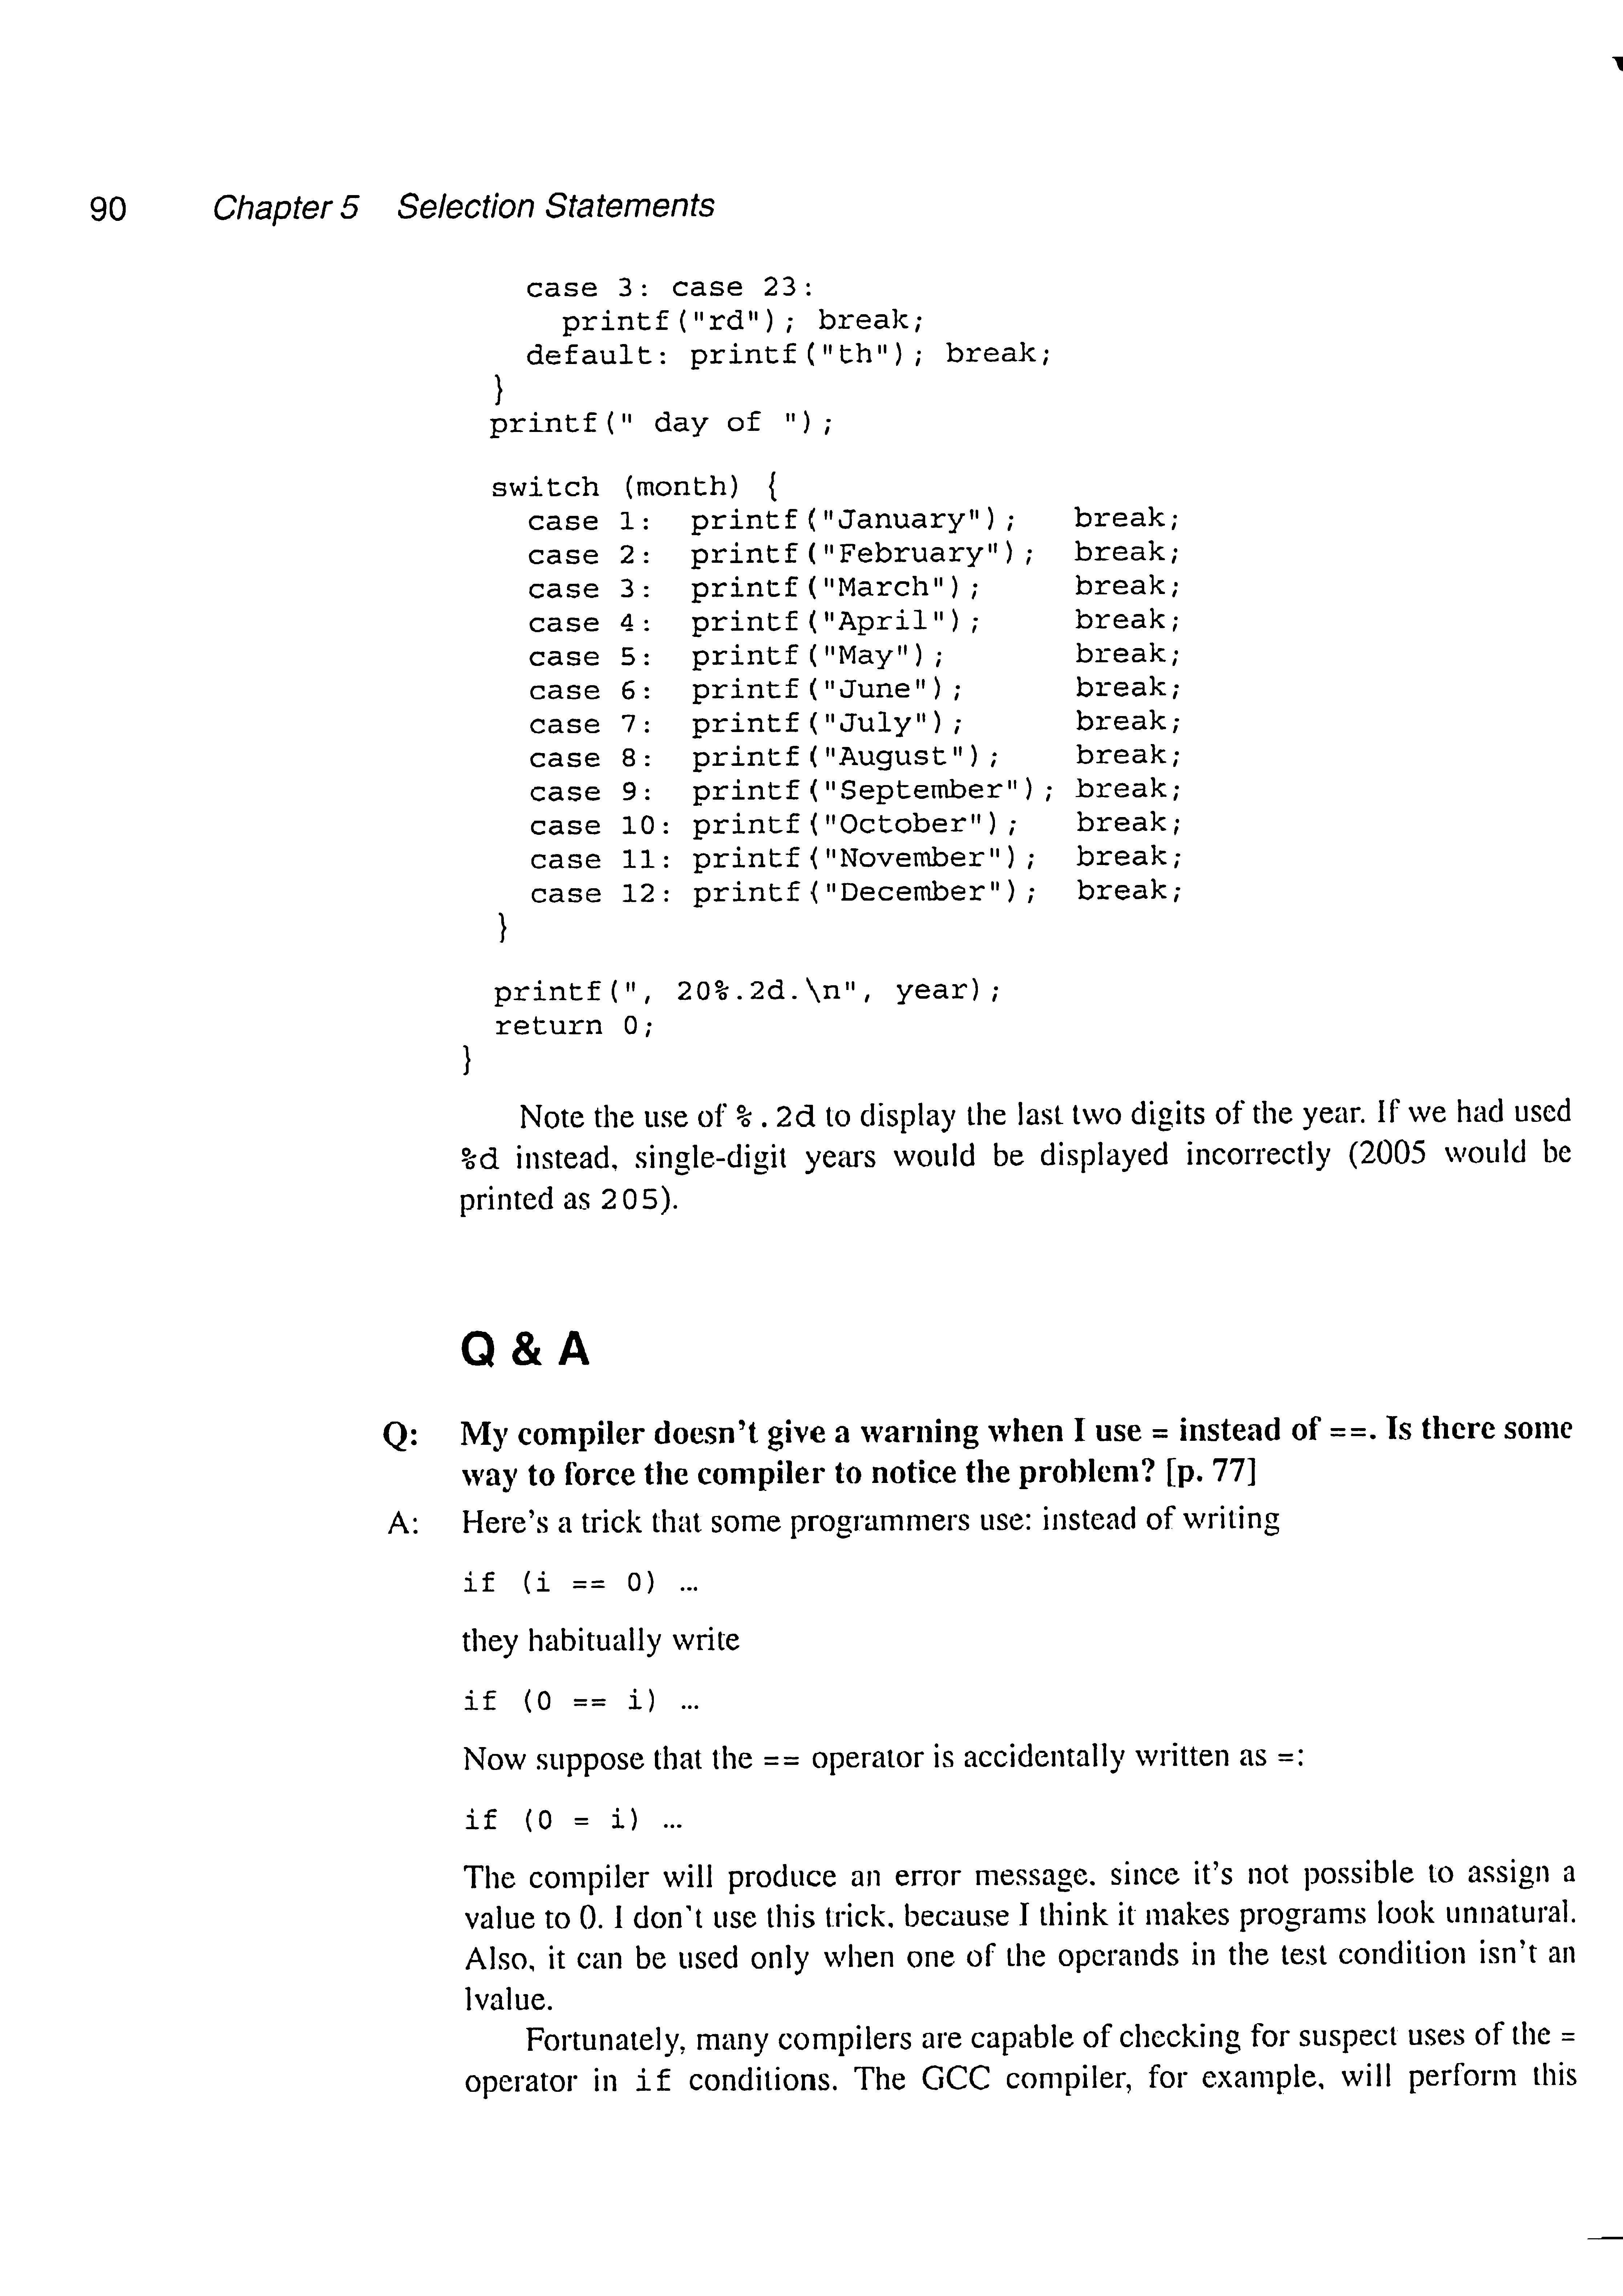 90 Chapter 5 Selection Statements
case 3: case 23:
printf("rd"); break;
default: printf("th"); break;
}
printf(" day of ");
switch (month) {
case 1: printf("January"); break;
case 2: printf("February"); break;
case 3: printf("March"); break;
case 4: printf("April"); break;
case 5: printf("May"); break;
case 6: printf("June"); break;
case 7: printf("July"); break;
case 8: printf("August"); break;
case 9: printf("September"); break;
case 10: printf("October"); break;
case 11: printf("November"); break;
case 12: printf("December"); break;
}
printf(", 20%.2d.\n", year);
return 0;
}
Note the use of %.2d to display the last two digits of the year. If we had used
%d instead, single-digit years would be displayed incorrectly (2005 would be
printed as 205).
Q & A
Q: My compiler doesn't give a warning when I use = instead of ==. Is there some
way to force the compiler to notice the problem? [p. 77]
A: Here's a trick that some programmers use: instead of writing
if (i == 0) …
they habitually write
if (0 == i) …
Now suppose that the == operator is accidentally written as =:
if (0 = i) …
The compiler will produce an error message, since it's not possible to assign a
value to 0. I don't use this trick, because I think it makes programs look unnatural.
Also, it can be used only when one of the operands in the test condition isn't an
lvalue.
Fortunately, many compilers are capable of checking for suspect uses of the =
operator in if conditions. The GCC compiler, for example, will perform this